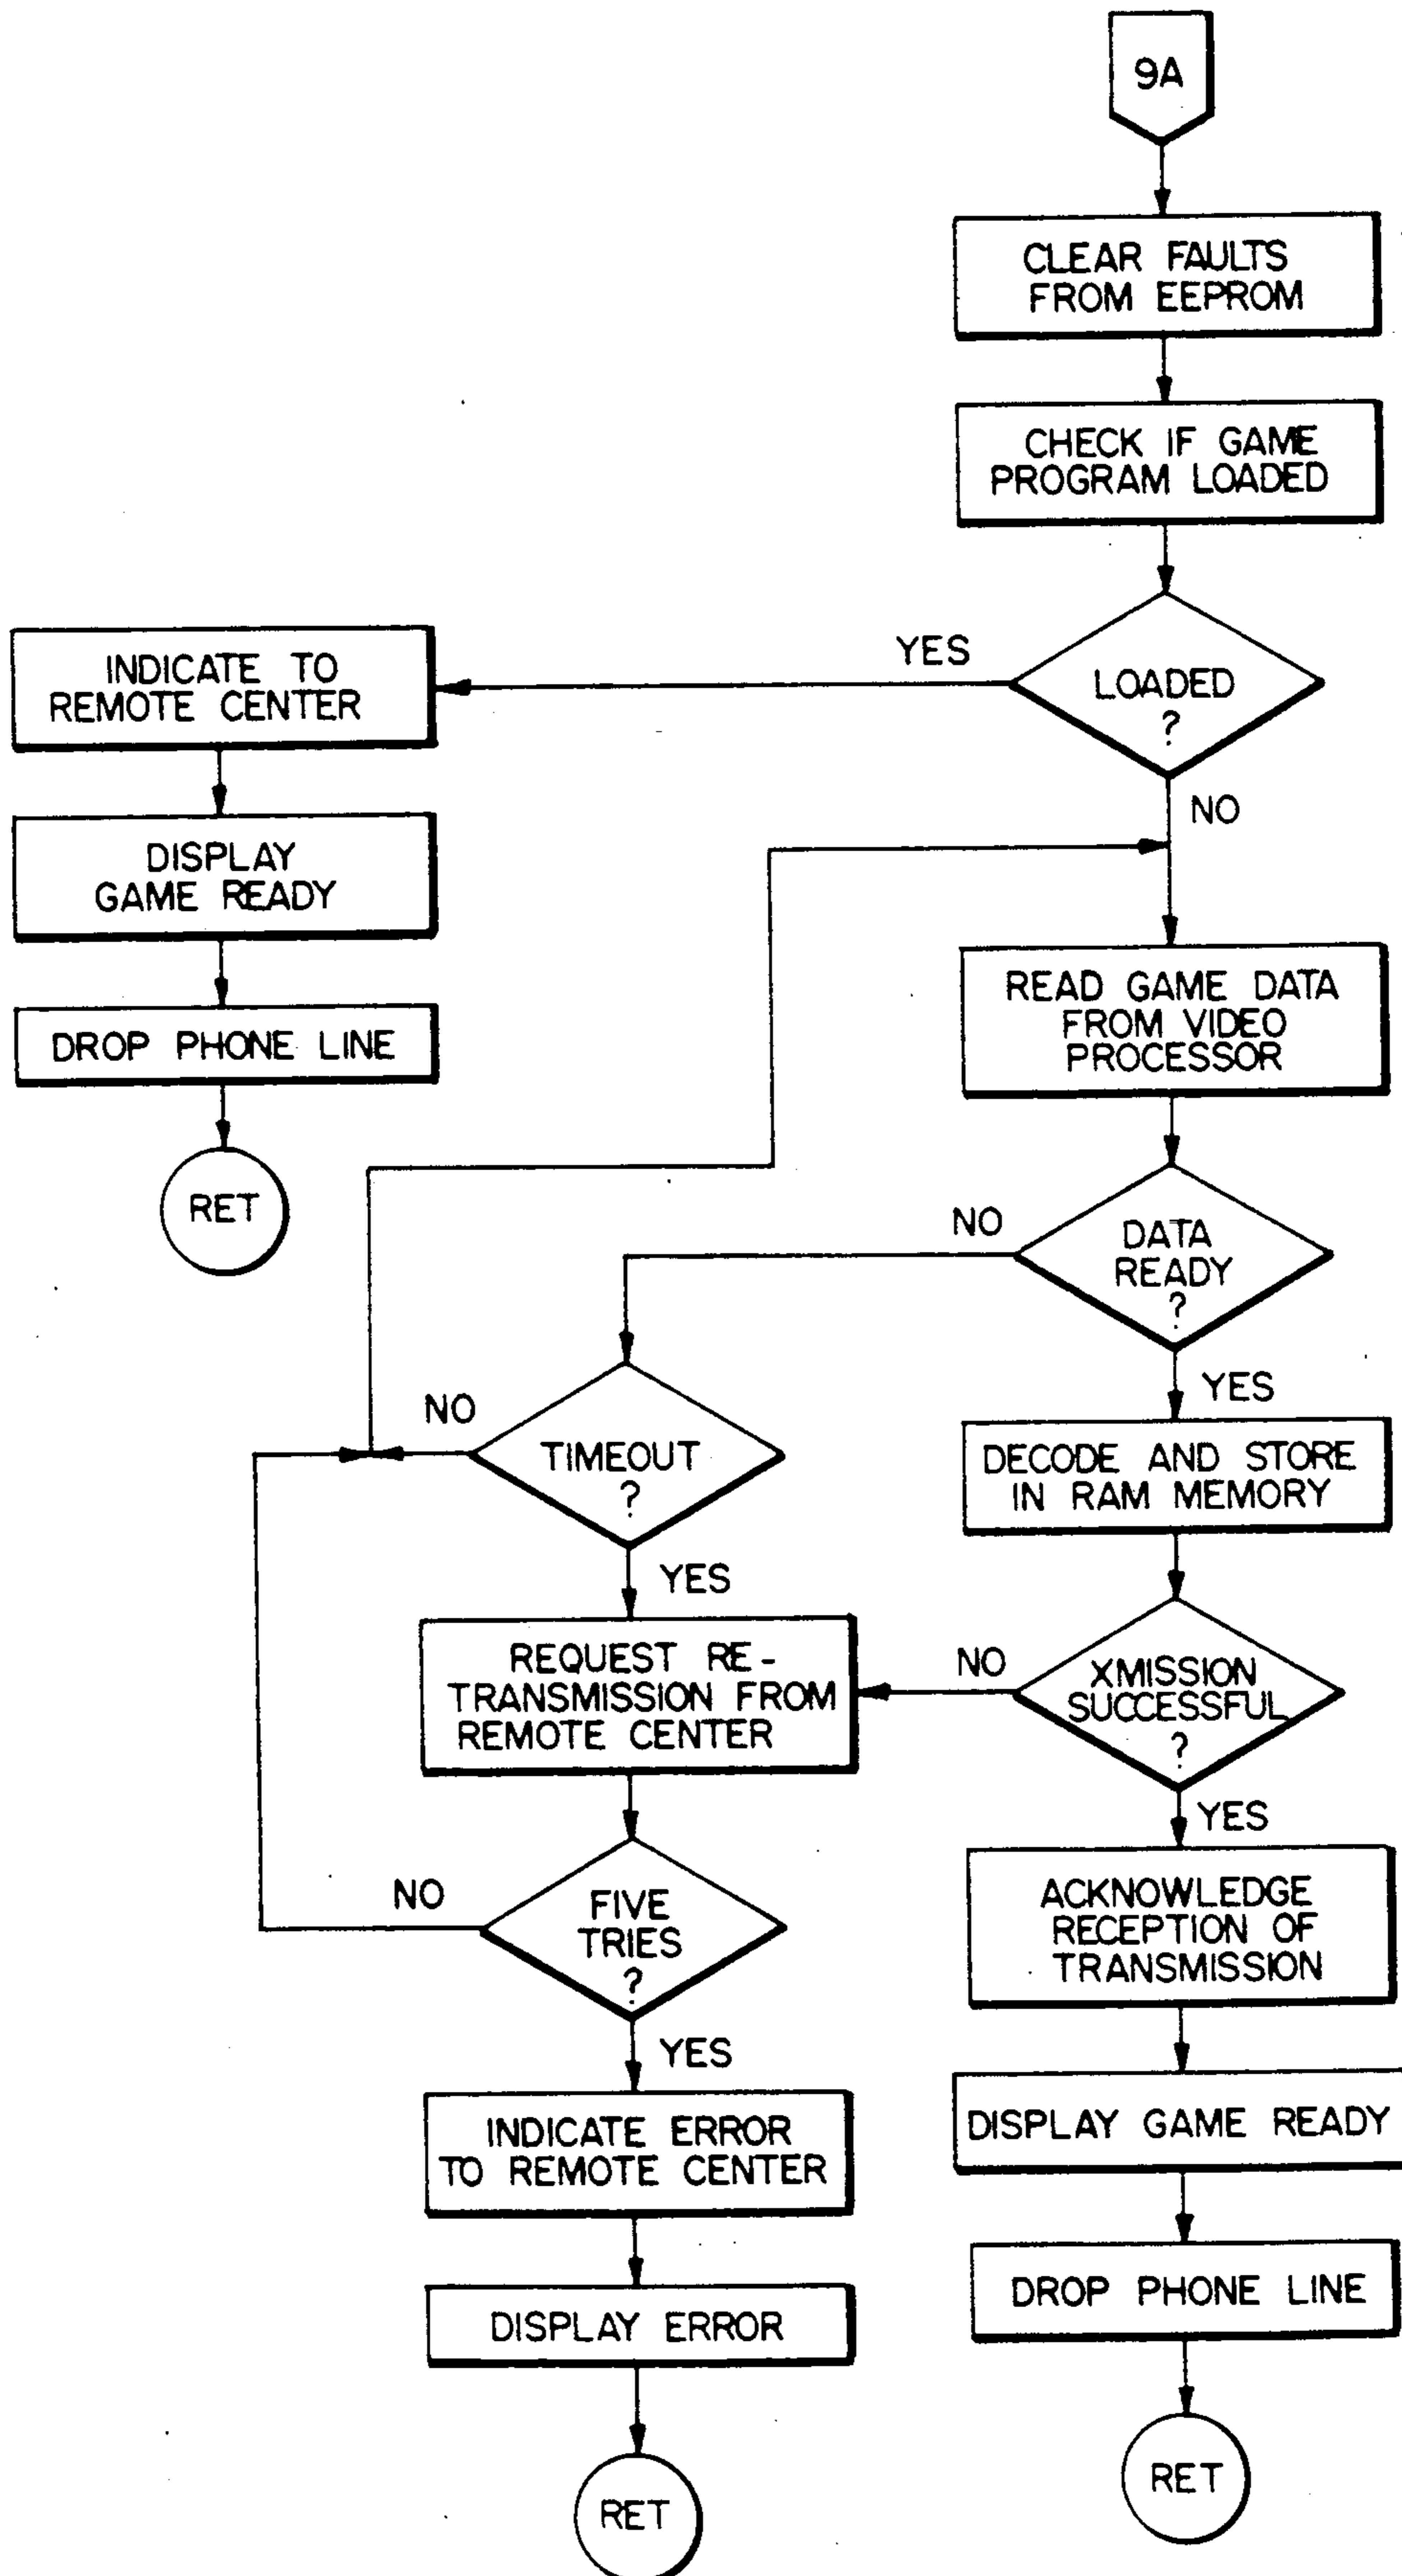 9A
CLEAR FAULTS
FROM EEPROM
CHECK IF GAME
PROGRAM LOADED
LOADED
?
YES
NO
INDICATE TO
REMOTE CENTER
DISPLAY
GAME READY
DROP PHONE LINE
RET
READ GAME DATA
FROM VIDEO
PROCESSOR
DATA
READY
?
NO
YES
TIMEOUT
?
NO
YES
DECODE AND STORE
IN RAM MEMORY
XMISSION
SUCCESSFUL
?
NO
YES
REQUEST RE-
TRANSMISSION FROM
REMOTE CENTER
FIVE
TRIES
?
NO
YES
INDICATE ERROR
TO REMOTE CENTER
DISPLAY ERROR
RET
ACKNOWLEDGE
RECEPTION OF
TRANSMISSION
DISPLAY GAME READY
DROP PHONE LINE
RET